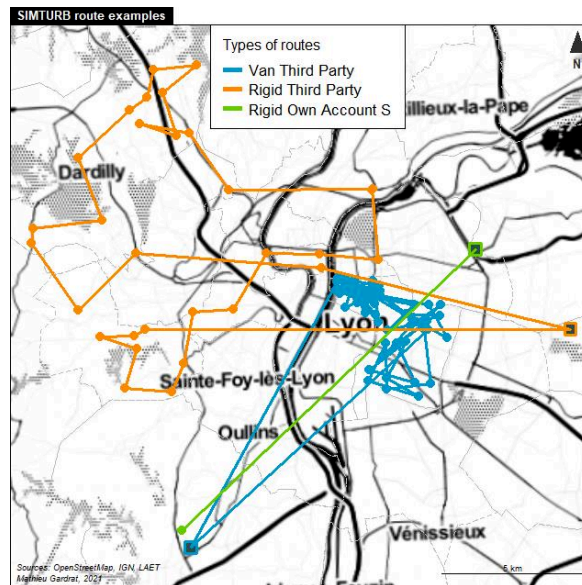 SIMTURB route examples
Types of routes
Van Third Party
Rigid Third Party
Rigid Own Account S
N
illieux-la-Pape
Dardilly
Lyon
Sainte-Foy-lès-Lyon
Oullins
Vénissieux
Sources: OpenStreetMap, IGN, LAET
Mathieu Gardrat, 2021
5 km